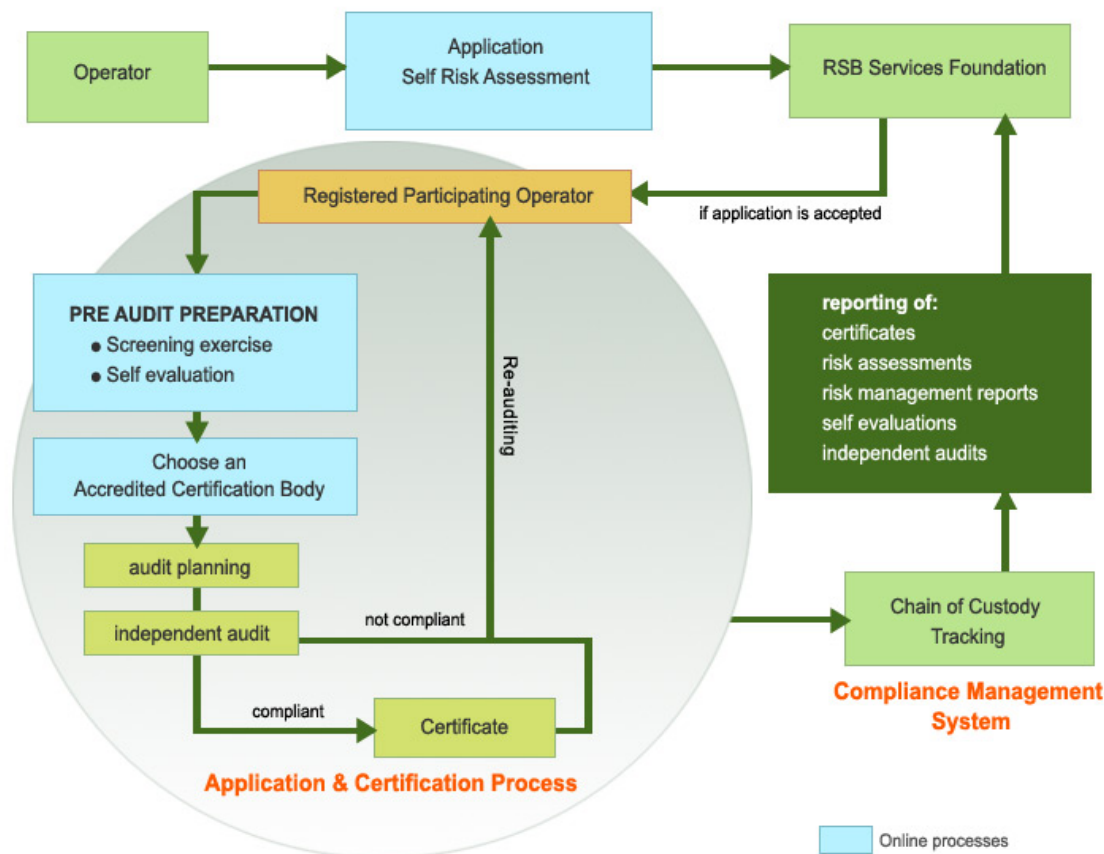 Operator
Application
Self Risk Assessment
RSB Services Foundation
Registered Participating Operator
if application is accepted
PRE AUDIT PREPARATION
● Screening exercise
● Self evaluation
Re-auditing
reporting of:
certificates
risk assessments
risk management reports
self evaluations
independent audits
Choose an
Accredited Certification Body
audit planning
independent audit
not compliant
compliant
Certificate
Application & Certification Process
Chain of Custody
Tracking
Compliance Management
System
Online processes